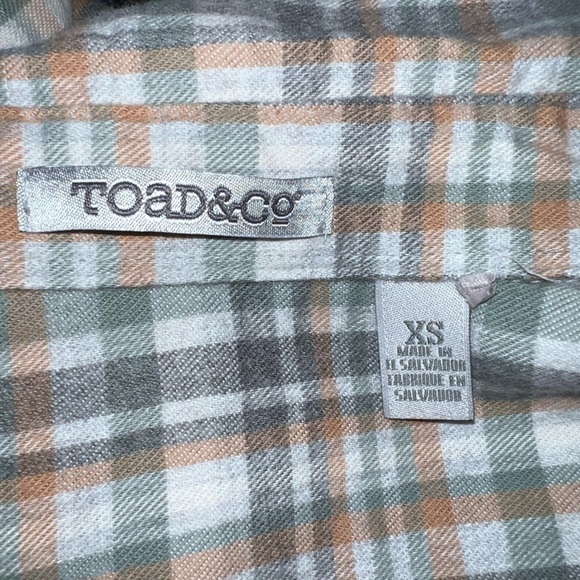 TOAD&CO
XS
MADE IN
EL SALVADOR
FABRIQUE EN
SALVADOR